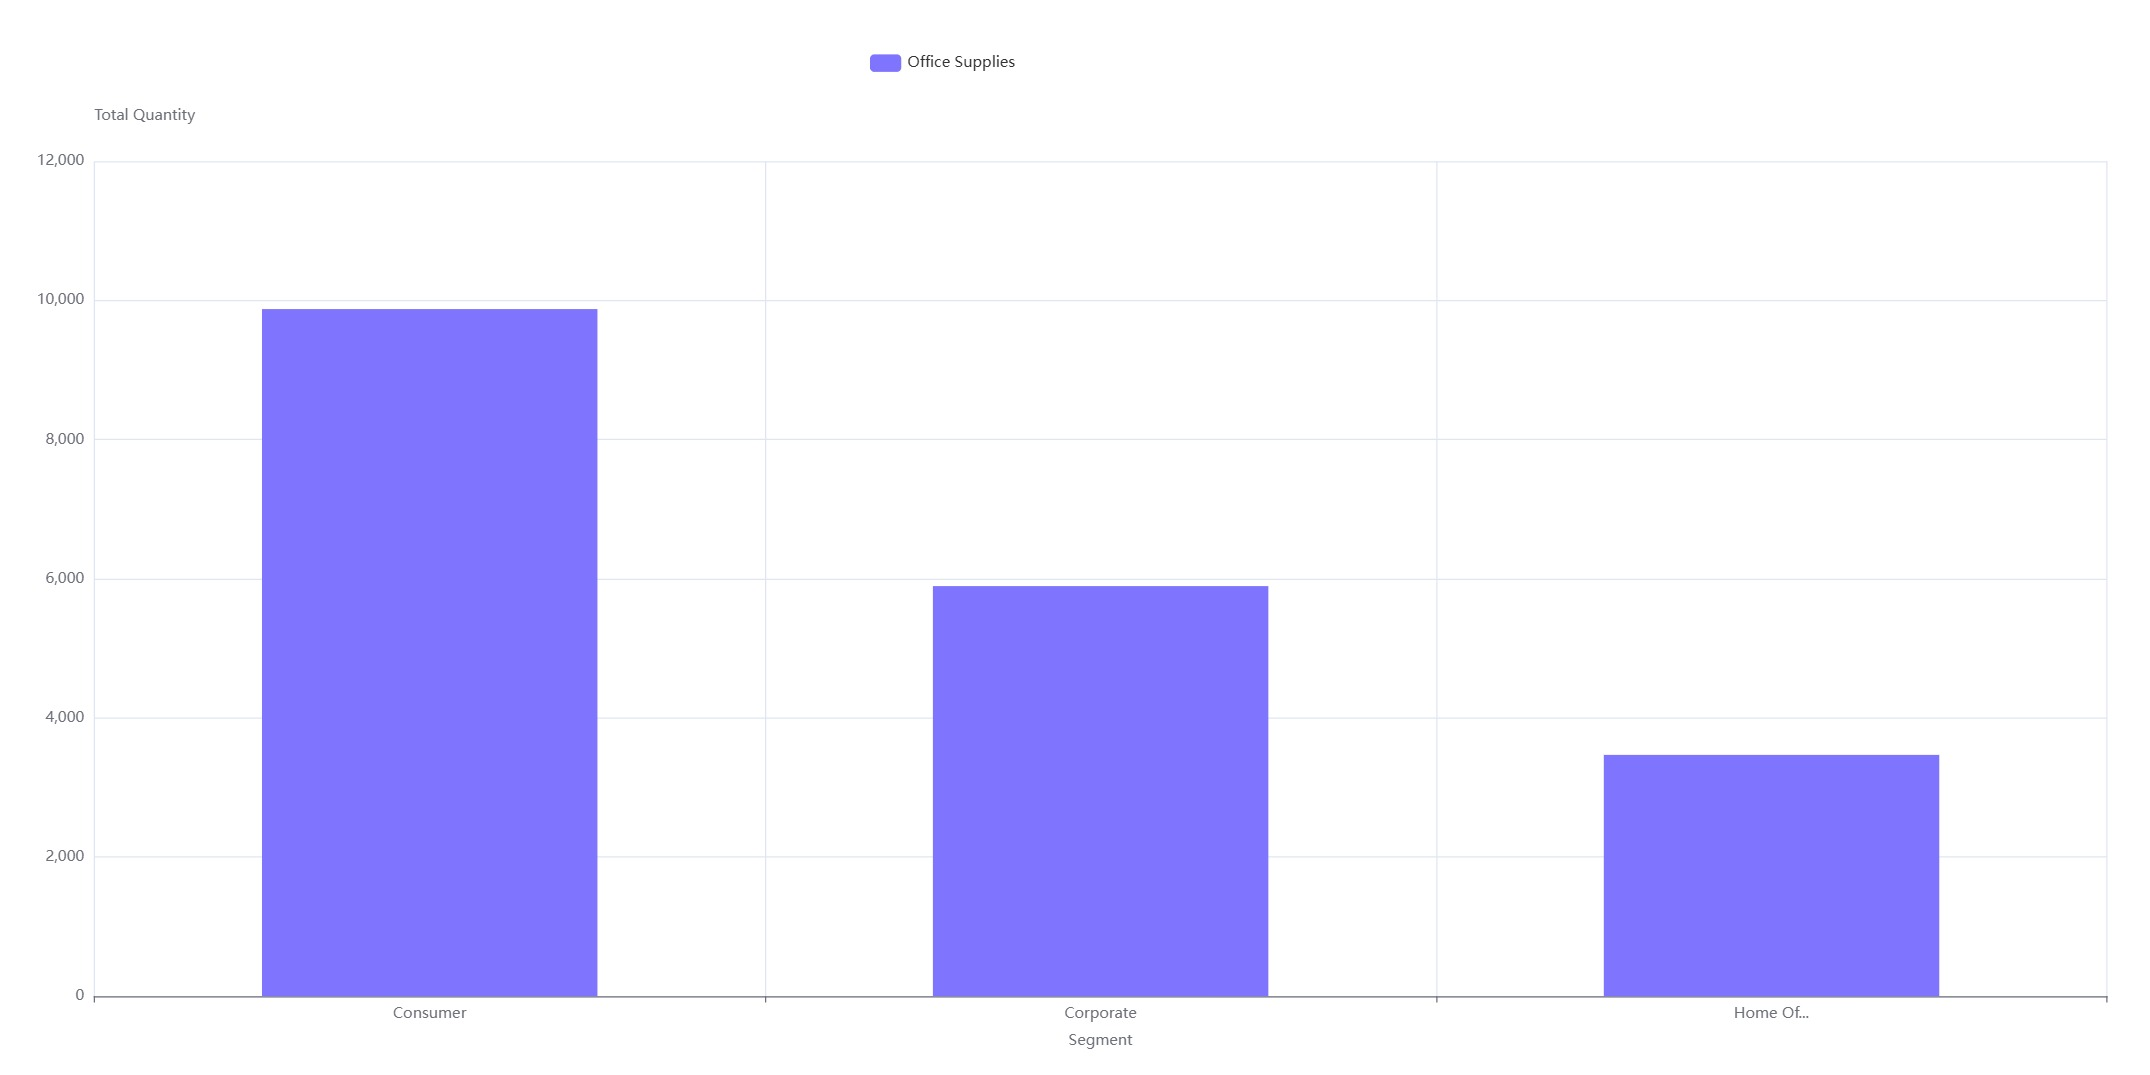 Office Supplies
Total Quantity
12,000
10,000
8,000
6,000
4,000
2,000
0
Consumer Corporate Home Of...
Segment